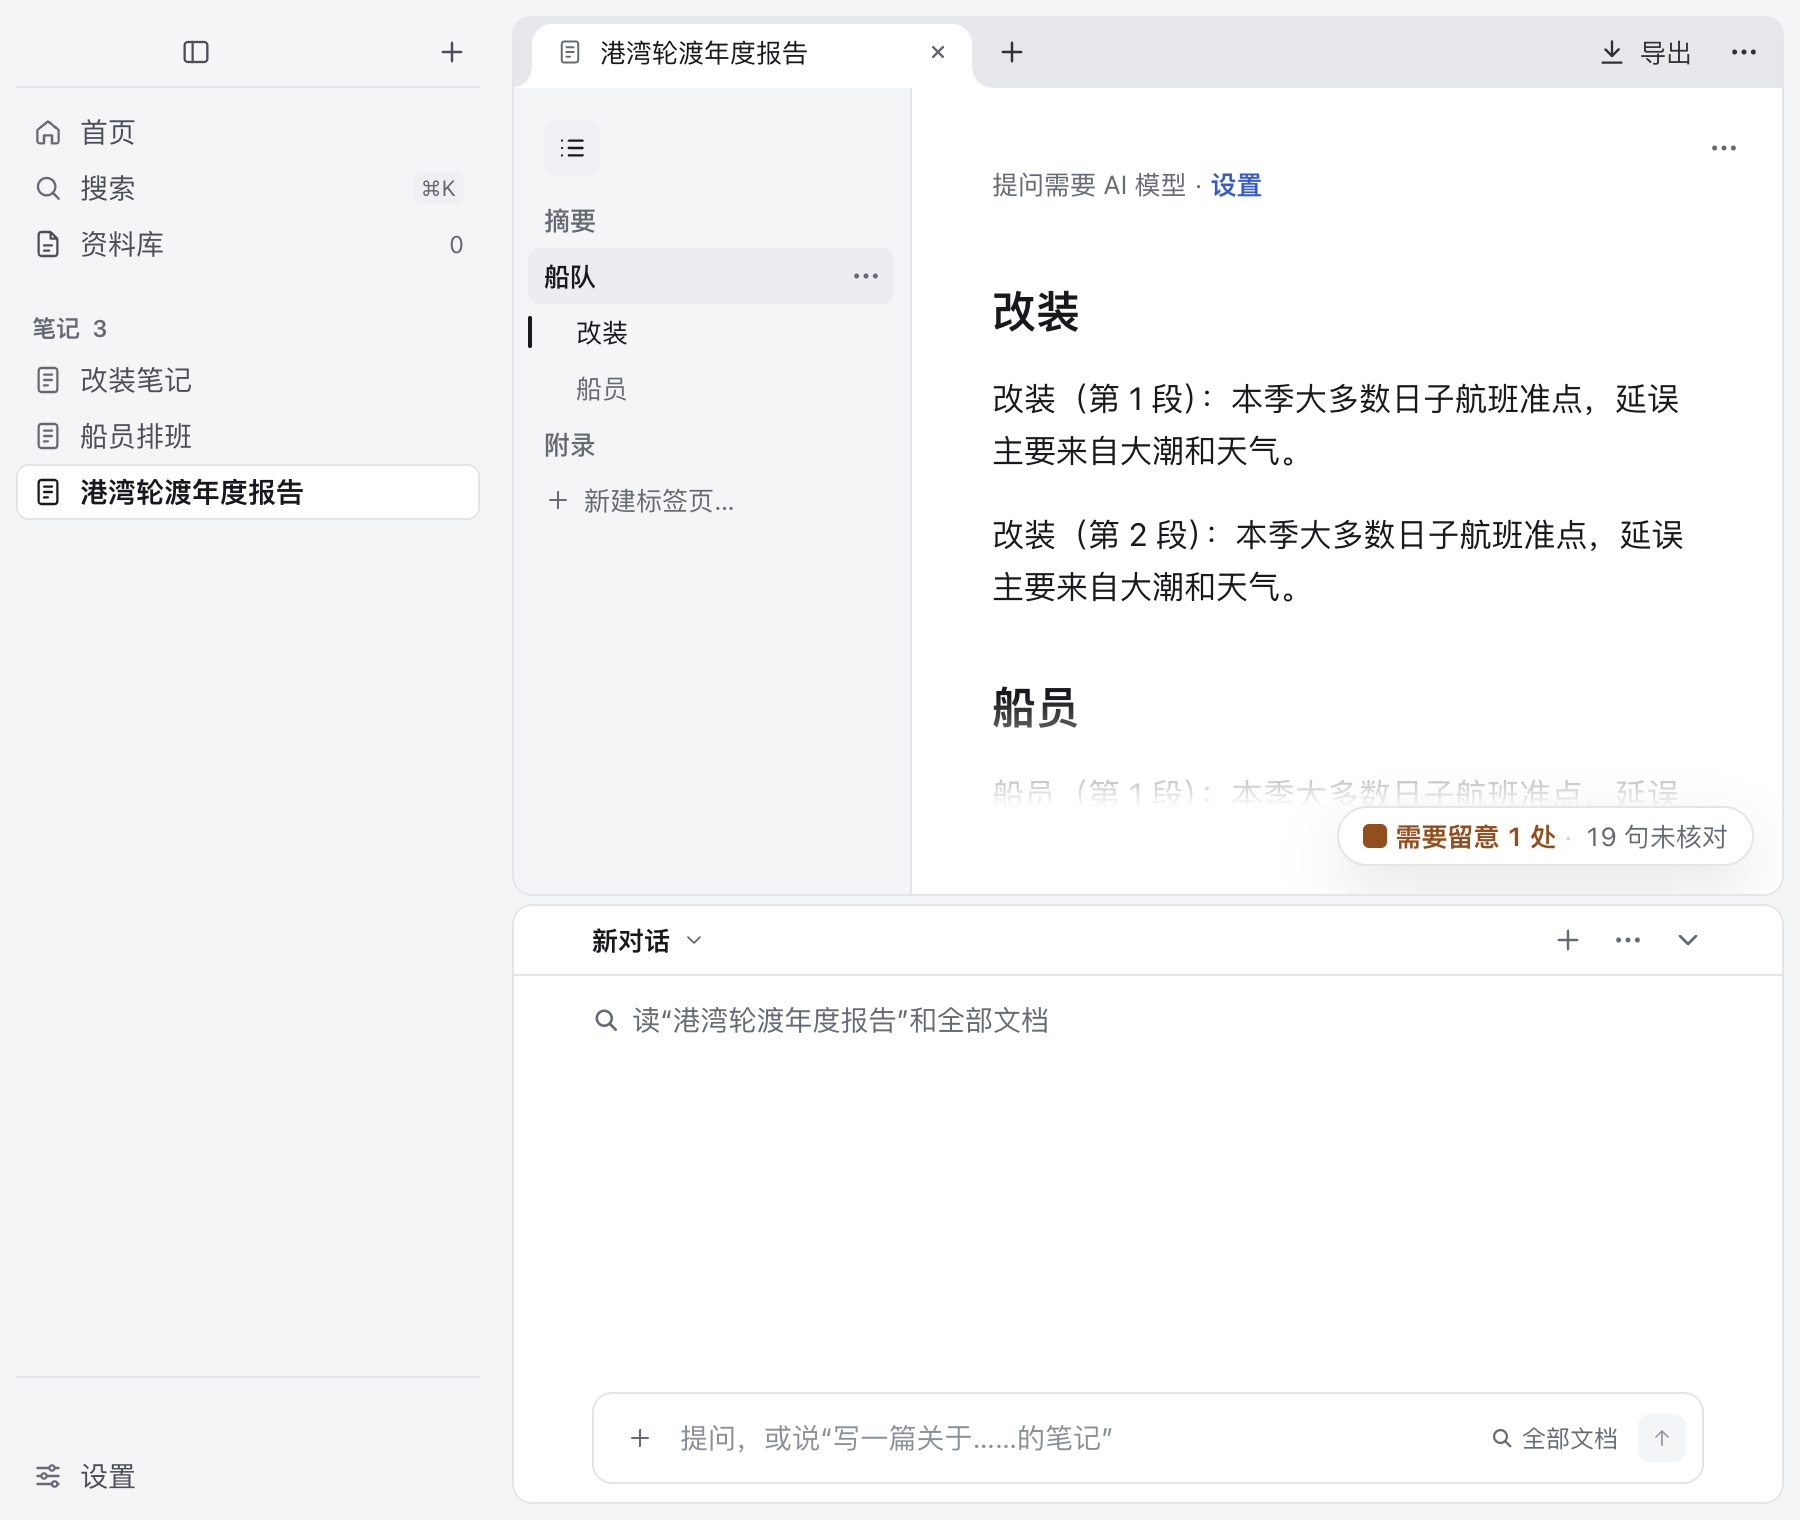 首页
搜索 ⌘K
资料库 0
笔记 3
改装笔记
船员排班
港湾轮渡年度报告
设置
港湾轮渡年度报告
导出
摘要
船队
改装
船员
附录
新建标签页...
提问需要 AI 模型 · 设置
改装
改装（第 1 段）：本季大多数日子航班准点，延误
主要来自大潮和天气。
改装（第 2 段）：本季大多数日子航班准点，延误
主要来自大潮和天气。
船员
船员（第 1 段）：本季大多数日子航班准点，延误
需要留意 1 处 · 19 句未核对
新对话
读“港湾轮渡年度报告”和全部文档
提问，或说“写一篇关于……的笔记”
全部文档